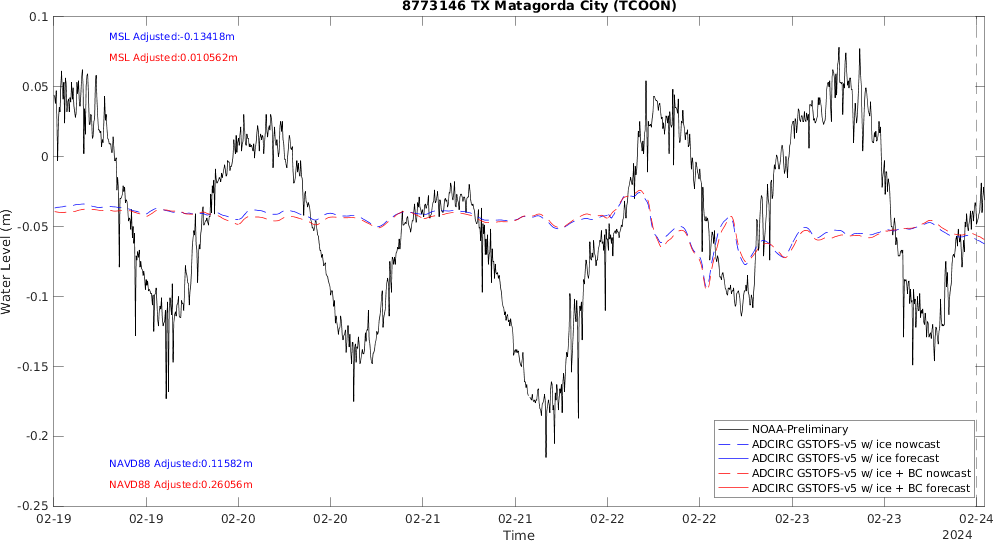 8773146 TX Matagorda City (TCOON)
MSL Adjusted:-0.13418m
MSL Adjusted:0.010562m
NAVD88 Adjusted:0.11582m
NAVD88 Adjusted:0.26056m
Water Level (m)
0.1
0.05
0
-0.05
-0.1
-0.15
-0.2
-0.25
02-19 02-19 02-20 02-20 02-21 02-21 02-22 02-22 02-23 02-23 02-24
2024
Time
NOAA-Preliminary
ADCIRC GSTOFS-v5 w/ ice nowcast
ADCIRC GSTOFS-v5 w/ ice forecast
ADCIRC GSTOFS-v5 w/ ice + BC nowcast
ADCIRC GSTOFS-v5 w/ ice + BC forecast